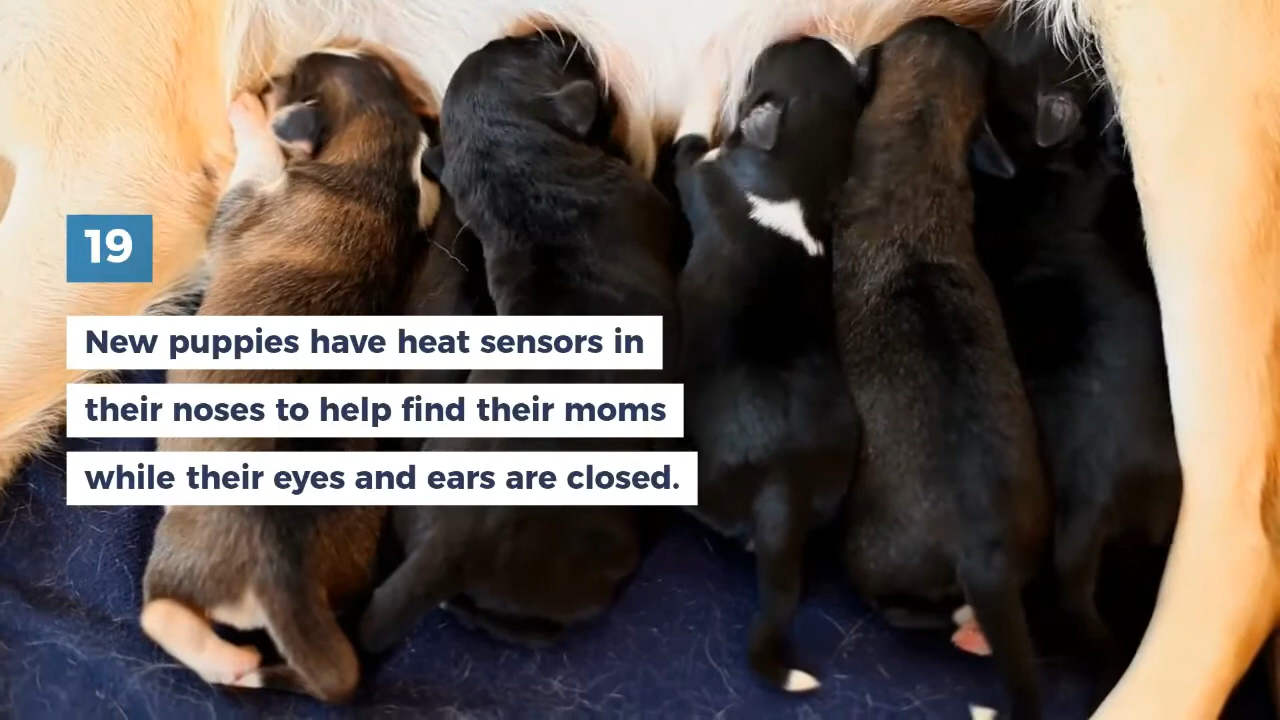 19
New puppies have heat sensors in
their noses to help find their moms
while their eyes and ears are closed.